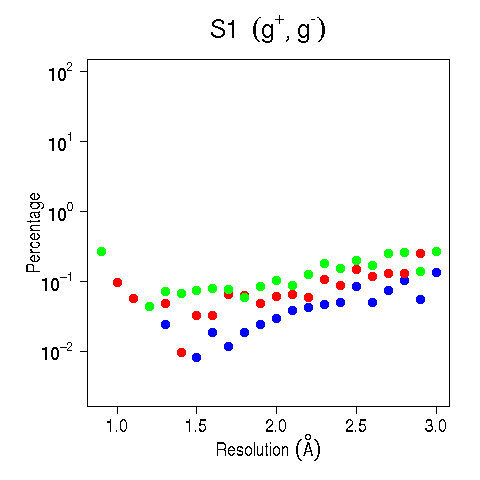 S1 (g⁺, g⁻)
Percentage
10²
10¹
10⁰
10⁻¹
10⁻²
1.0 1.5 2.0 2.5 3.0
Resolution (Å)